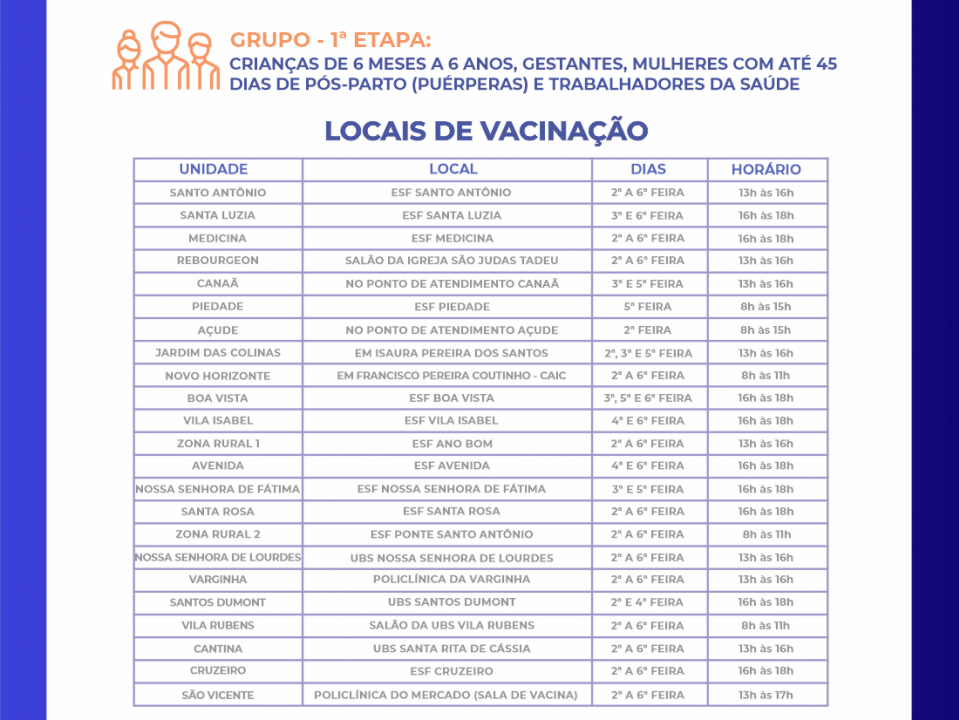 GRUPO - 1ª ETAPA:
CRIANÇAS DE 6 MESES A 6 ANOS, GESTANTES, MULHERES COM ATÉ 45
DIAS DE PÓS-PARTO (PUÉRPERAS) E TRABALHADORES DA SAÚDE
LOCAIS DE VACINAÇÃO
UNIDADE LOCAL DIAS HORÁRIO
SANTO ANTÔNIO ESF SANTO ANTÔNIO 2ª A 6ª FEIRA 13h às 16h
SANTA LUZIA ESF SANTA LUZIA 3ª E 6ª FEIRA 16h às 18h
MEDICINA ESF MEDICINA 2ª A 6ª FEIRA 16h às 18h
REBOURGEON SALÃO DA IGREJA SÃO JUDAS TADEU 2ª A 6ª FEIRA 13h às 16h
CANAÃ NO PONTO DE ATENDIMENTO CANAÃ 3ª E 5ª FEIRA 13h às 16h
PIEDADE ESF PIEDADE 5ª FEIRA 8h às 15h
AÇUDE NO PONTO DE ATENDIMENTO AÇUDE 2ª FEIRA 8h às 15h
JARDIM DAS COLINAS EM ISAURA PEREIRA DOS SANTOS 2ª, 3ª E 5ª FEIRA 13h às 16h
NOVO HORIZONTE EM FRANCISCO PEREIRA COUTINHO - CAIC 2ª A 6ª FEIRA 8h às 11h
BOA VISTA ESF BOA VISTA 3ª, 5ª E 6ª FEIRA 16h às 18h
VILA ISABEL ESF VILA ISABEL 4ª E 6ª FEIRA 16h às 18h
ZONA RURAL 1 ESF ANO BOM 2ª A 6ª FEIRA 13h às 16h
AVENIDA ESF AVENIDA 4ª E 6ª FEIRA 16h às 18h
NOSSA SENHORA DE FÁTIMA ESF NOSSA SENHORA DE FÁTIMA 3ª E 5ª FEIRA 16h às 18h
SANTA ROSA ESF SANTA ROSA 2ª A 6ª FEIRA 16h às 18h
ZONA RURAL 2 ESF PONTE SANTO ANTÔNIO 2ª A 6ª FEIRA 8h às 11h
NOSSA SENHORA DE LOURDES UBS NOSSA SENHORA DE LOURDES 2ª A 6ª FEIRA 13h às 16h
VARGINHA POLICLÍNICA DA VARGINHA 2ª A 6ª FEIRA 13h às 16h
SANTOS DUMONT UBS SANTOS DUMONT 2ª E 4ª FEIRA 16h às 18h
VILA RUBENS SALÃO DA UBS VILA RUBENS 2ª A 6ª FEIRA 8h às 11h
CANTINA UBS SANTA RITA DE CÁSSIA 2ª A 6ª FEIRA 13h às 16h
CRUZEIRO ESF CRUZEIRO 2ª A 6ª FEIRA 16h às 18h
SÃO VICENTE POLICLÍNICA DO MERCADO (SALA DE VACINA) 2ª A 6ª FEIRA 13h às 17h